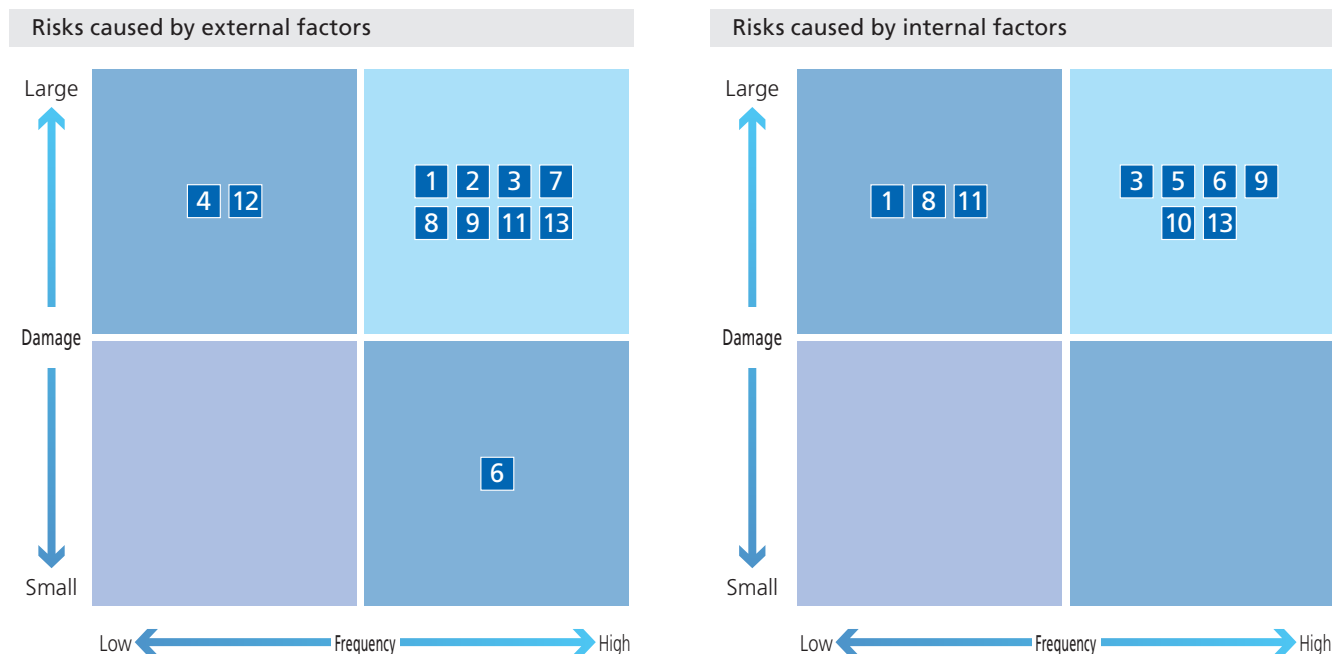 Risks caused by external factors
Large
4 12
1 2 3 7
8 9 11 13
Damage
6
Small
Low Frequency High
Risks caused by internal factors
Large
1 8 11
3 5 6 9
10 13
Damage
Small
Low Frequency High